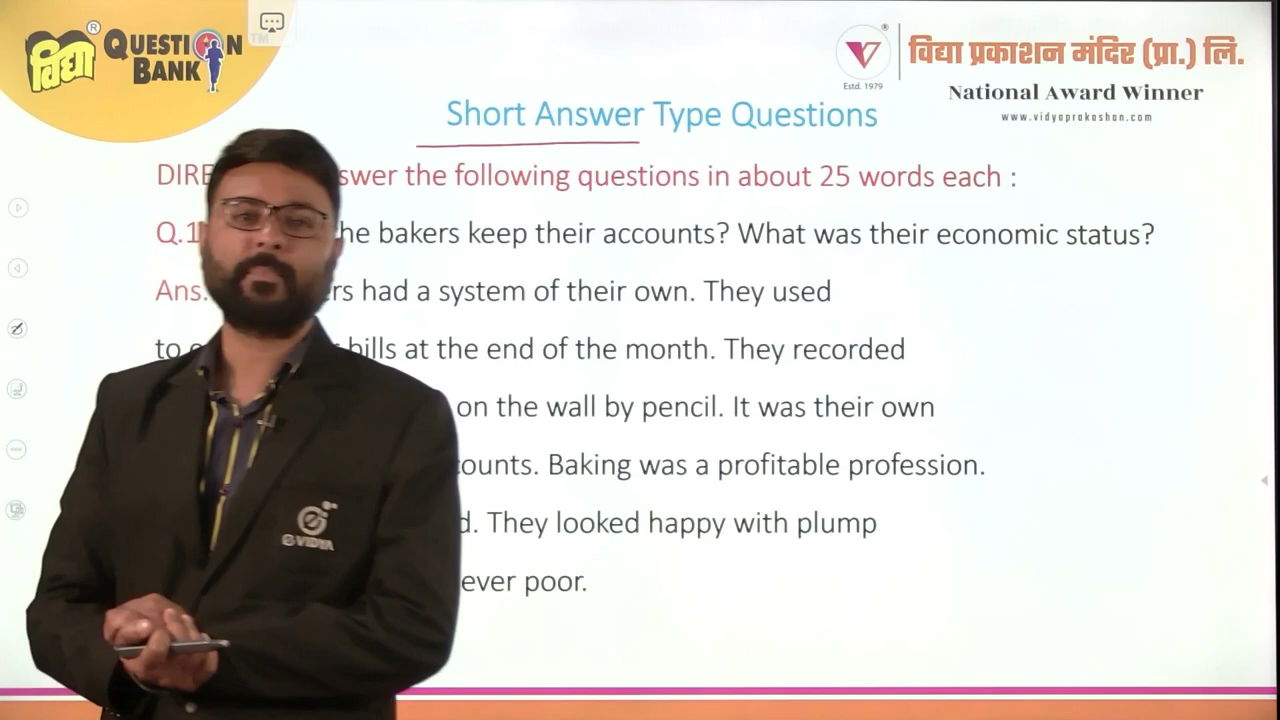 विद्या QUESTION BANK TM
®
®
Estd. 1979
विद्या प्रकाशन मंदिर (प्रा.) लि.
National Award Winner
www.vidyaprakashan.com
Short Answer Type Questions
DIRE swer the following questions in about 25 words each :
Q.1 he bakers keep their accounts? What was their economic status?
Ans. rs had a system of their own. They used
to bills at the end of the month. They recorded
on the wall by pencil. It was their own
counts. Baking was a profitable profession.
d. They looked happy with plump
ever poor.
e VIDYA